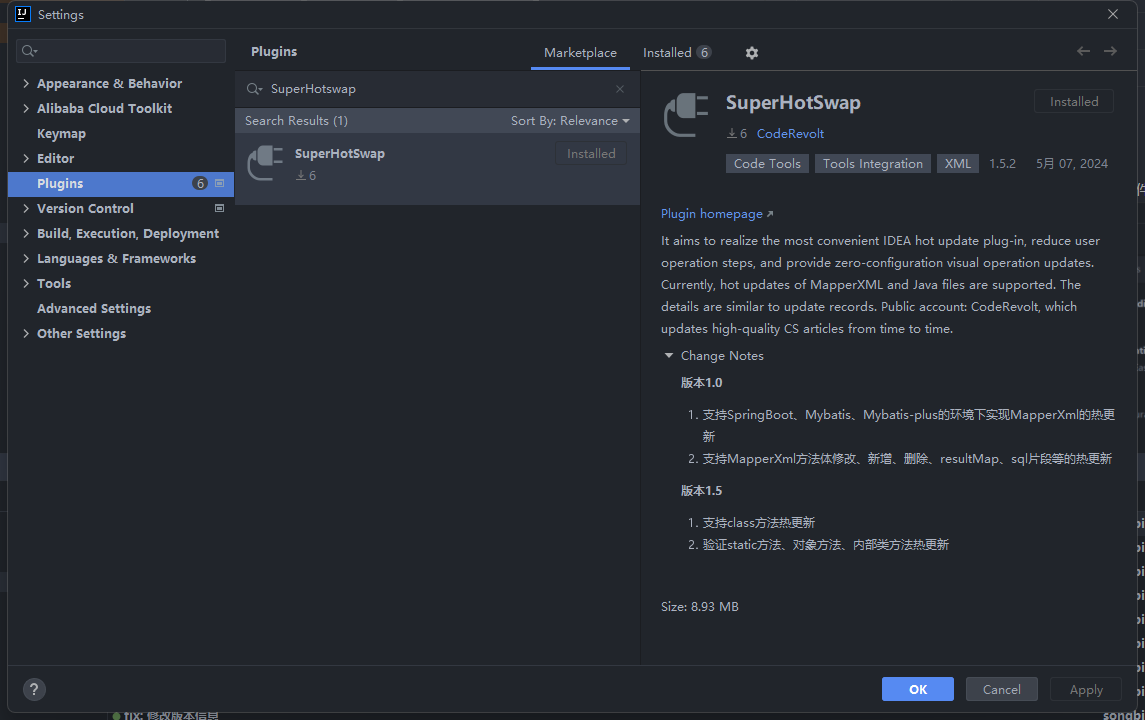 Settings
Plugins
Marketplace
Installed 6
Appearance & Behavior
Alibaba Cloud Toolkit
Keymap
Editor
Plugins 6
Version Control
Build, Execution, Deployment
Languages & Frameworks
Tools
Advanced Settings
Other Settings
SuperHotswap
Search Results (1)
Sort By: Relevance
SuperHotSwap
Installed
6
SuperHotSwap
Installed
6 CodeRevolt
Code Tools Tools Integration XML 1.5.2 5月 07, 2024
Plugin homepage
It aims to realize the most convenient IDEA hot update plug-in, reduce user
operation steps, and provide zero-configuration visual operation updates.
Currently, hot updates of MapperXML and Java files are supported. The
details are similar to update records. Public account: CodeRevolt, which
updates high-quality CS articles from time to time.
Change Notes
版本1.0
1. 支持SpringBoot、Mybatis、Mybatis-plus的环境下实现MapperXml的热更
新
2. 支持MapperXml方法体修改、新增、删除、resultMap、sql片段等的热更新
版本1.5
1. 支持class方法热更新
2. 验证static方法、对象方法、内部类方法热更新
Size: 8.93 MB
?
OK
Cancel
Apply
fix: 修改版本信息